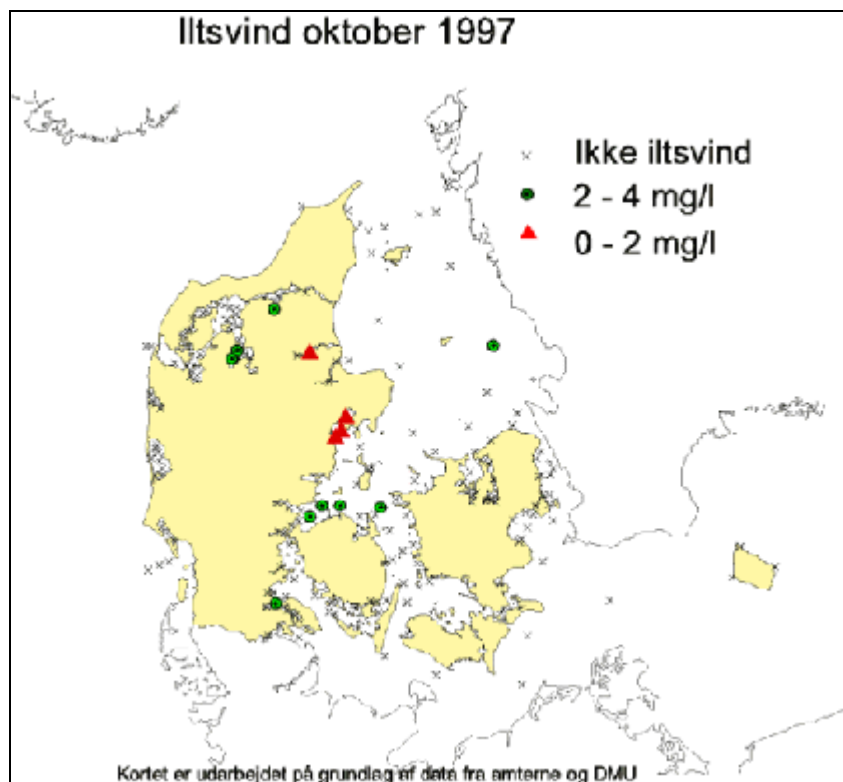 Iltsvind oktober 1997
Ikke iltsvind
2 - 4 mg/l
0 - 2 mg/l
Kortet er udarbejdet på grundlag af data fra amterne og DMU